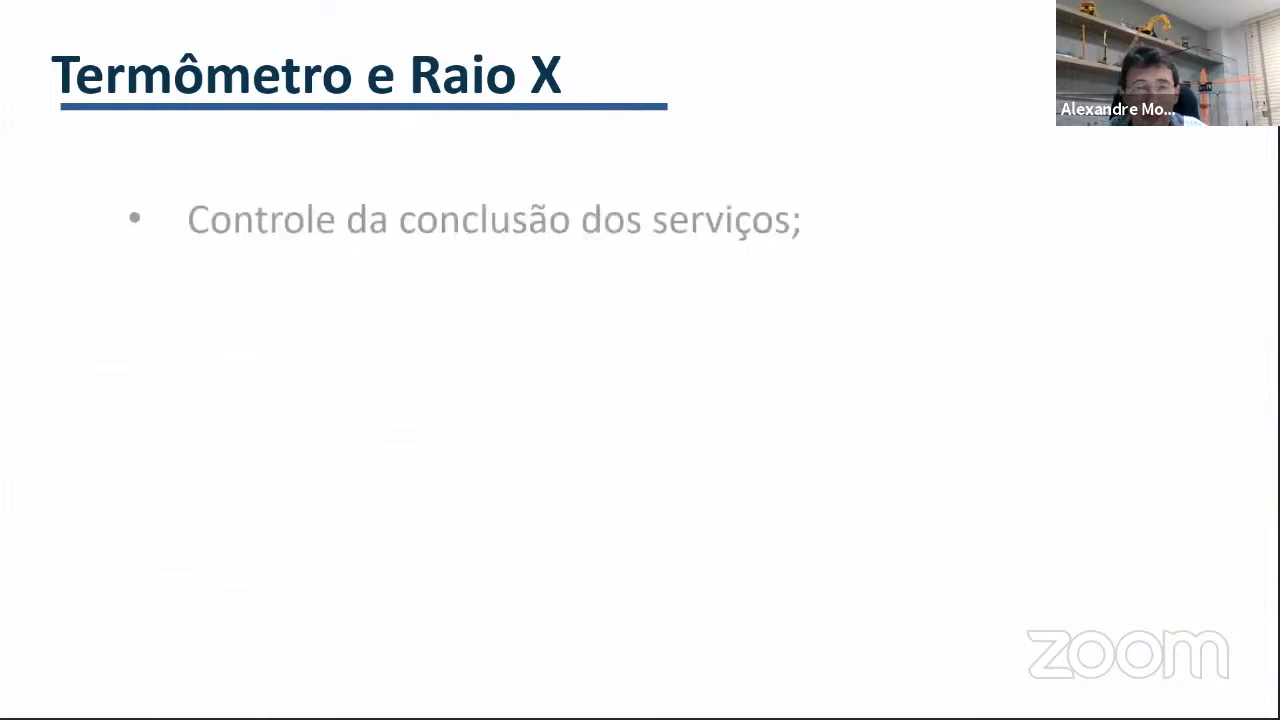 Termômetro e Raio X
Alexandre Mo...
• Controle da conclusão dos serviços;
zoom